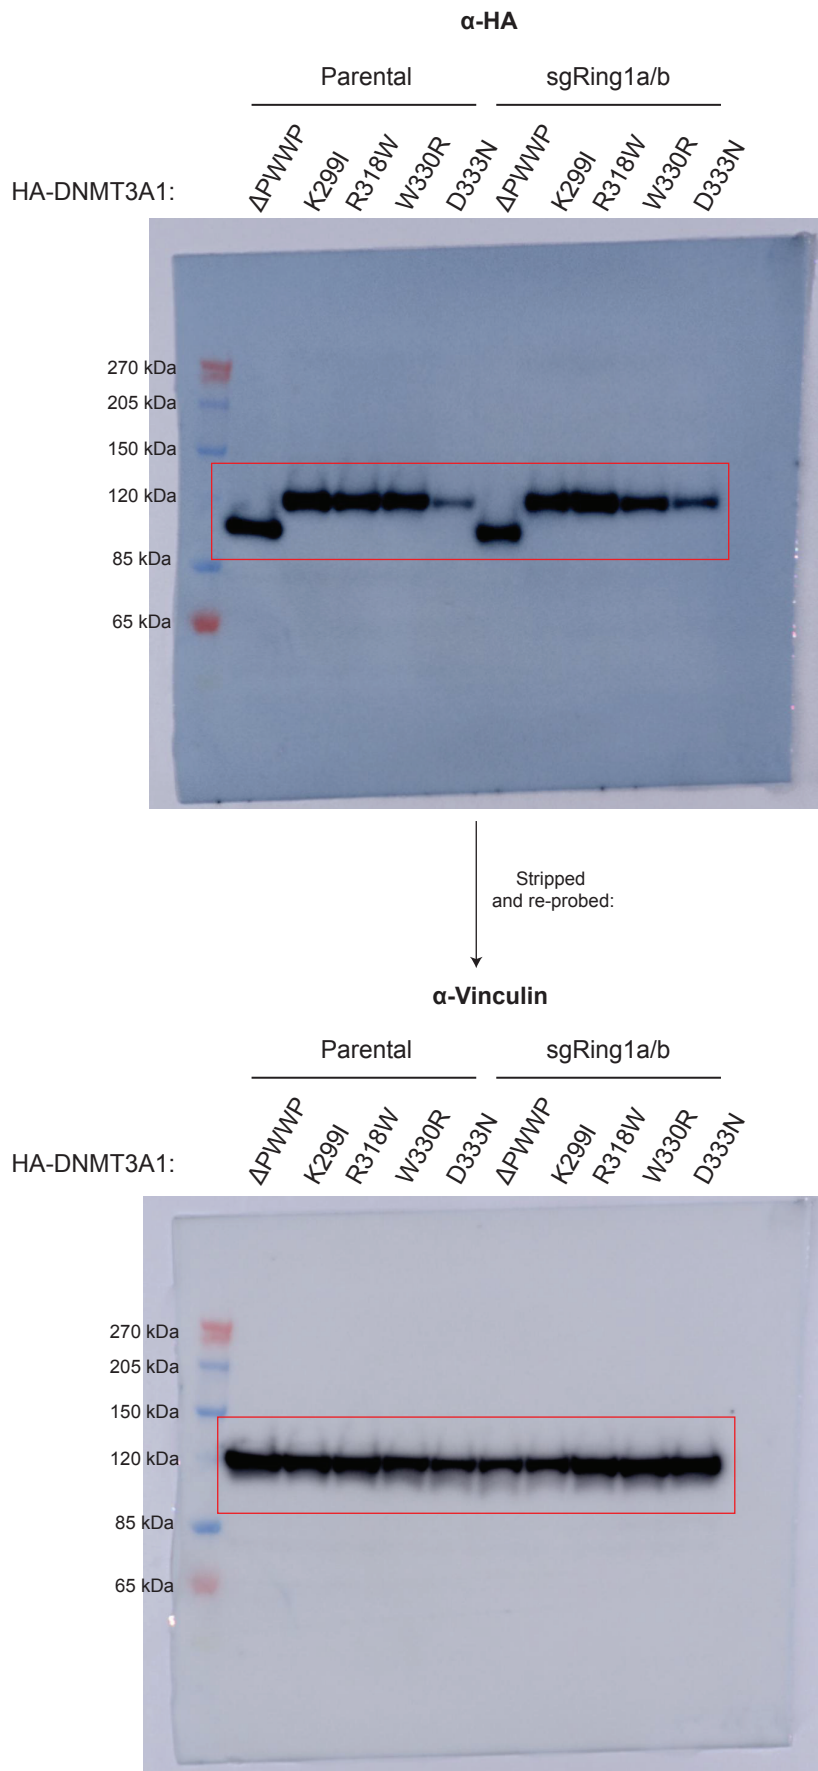 α-HA
Parental sgRing1a/b
HA-DNMT3A1: ΔPWWP K299I R318W W330R D333N ΔPWWP K299I R318W W330R D333N
270 kDa
205 kDa
150 kDa
120 kDa
85 kDa
65 kDa
Stripped
and re-probed:
α-Vinculin
Parental sgRing1a/b
HA-DNMT3A1: ΔPWWP K299I R318W W330R D333N ΔPWWP K299I R318W W330R D333N
270 kDa
205 kDa
150 kDa
120 kDa
85 kDa
65 kDa